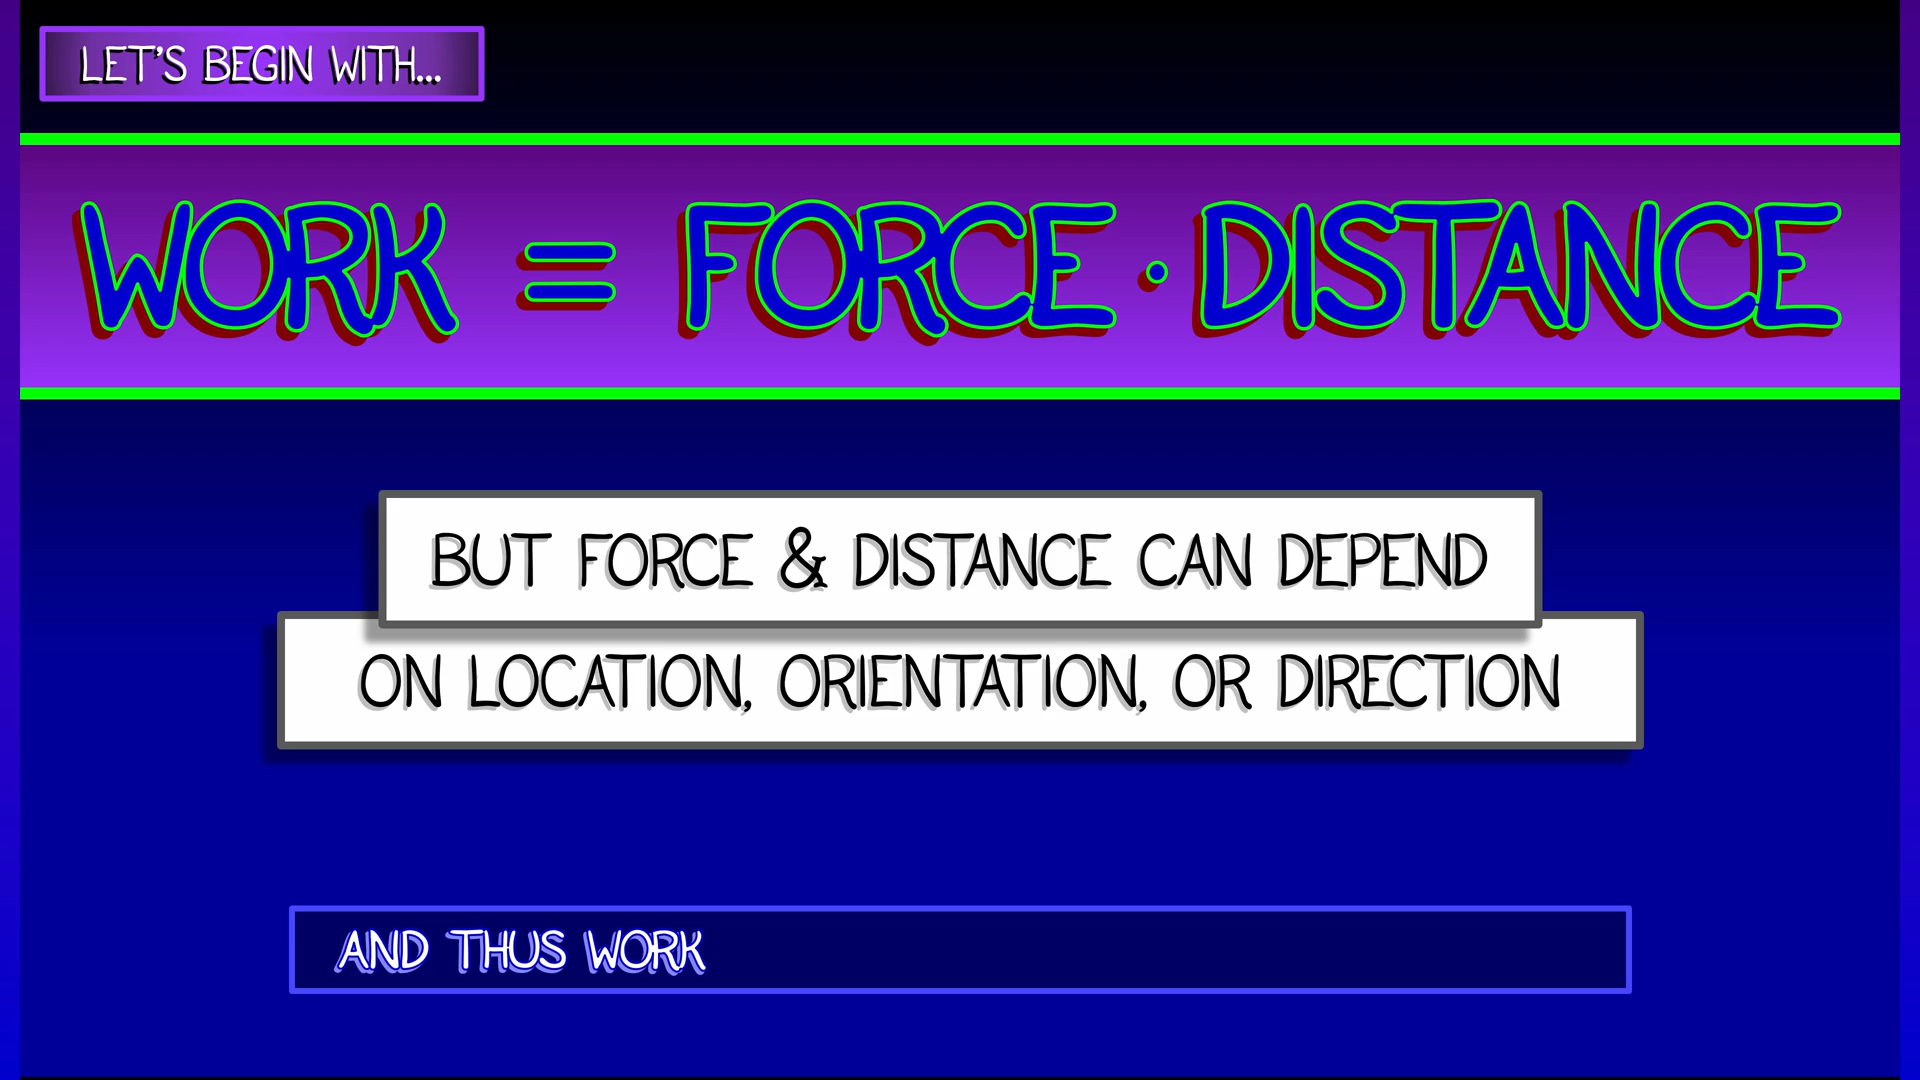 LET'S BEGIN WITH...
WORK = FORCE · DISTANCE
BUT FORCE & DISTANCE CAN DEPEND
ON LOCATION, ORIENTATION, OR DIRECTION
AND THUS WORK